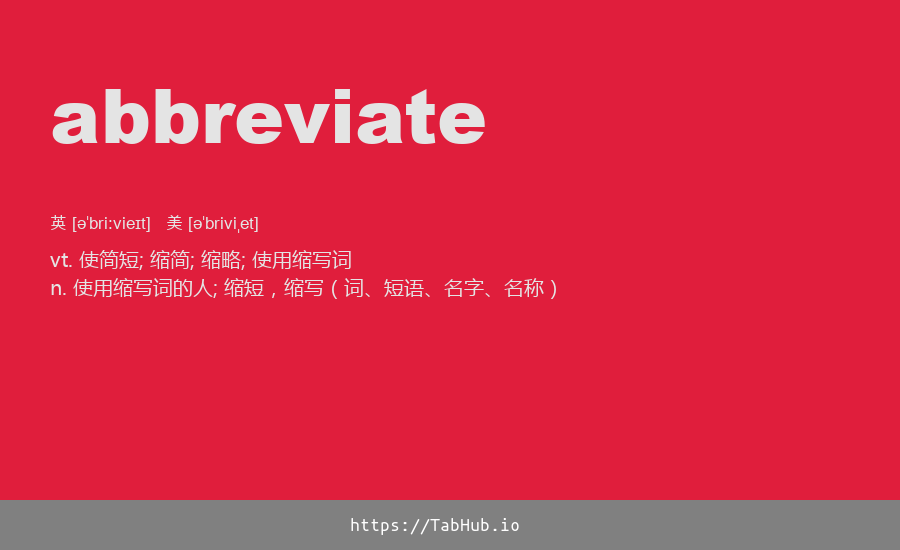 abbreviate
英 [əˈbriːvieɪt] 美 [əˈbriviˌet]
vt. 使简短; 缩简; 缩略; 使用缩写词
n. 使用缩写词的人; 缩短，缩写（词、短语、名字、名称）
https://TabHub.io